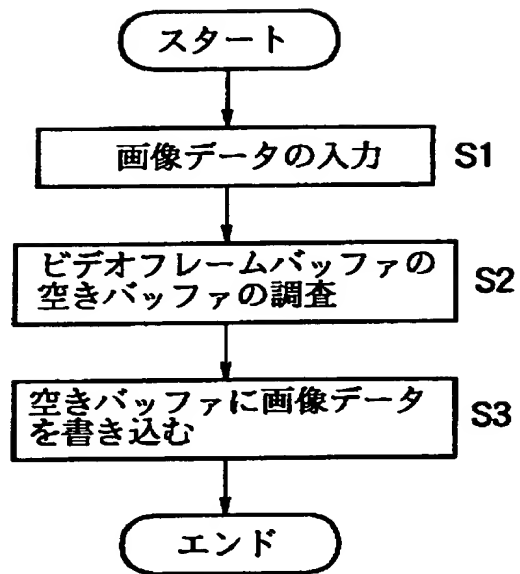 スタート
画像データの入力 S1
ビデオフレームバッファの
空きバッファの調査 S2
空きバッファに画像データ
を書き込む S3
エンド